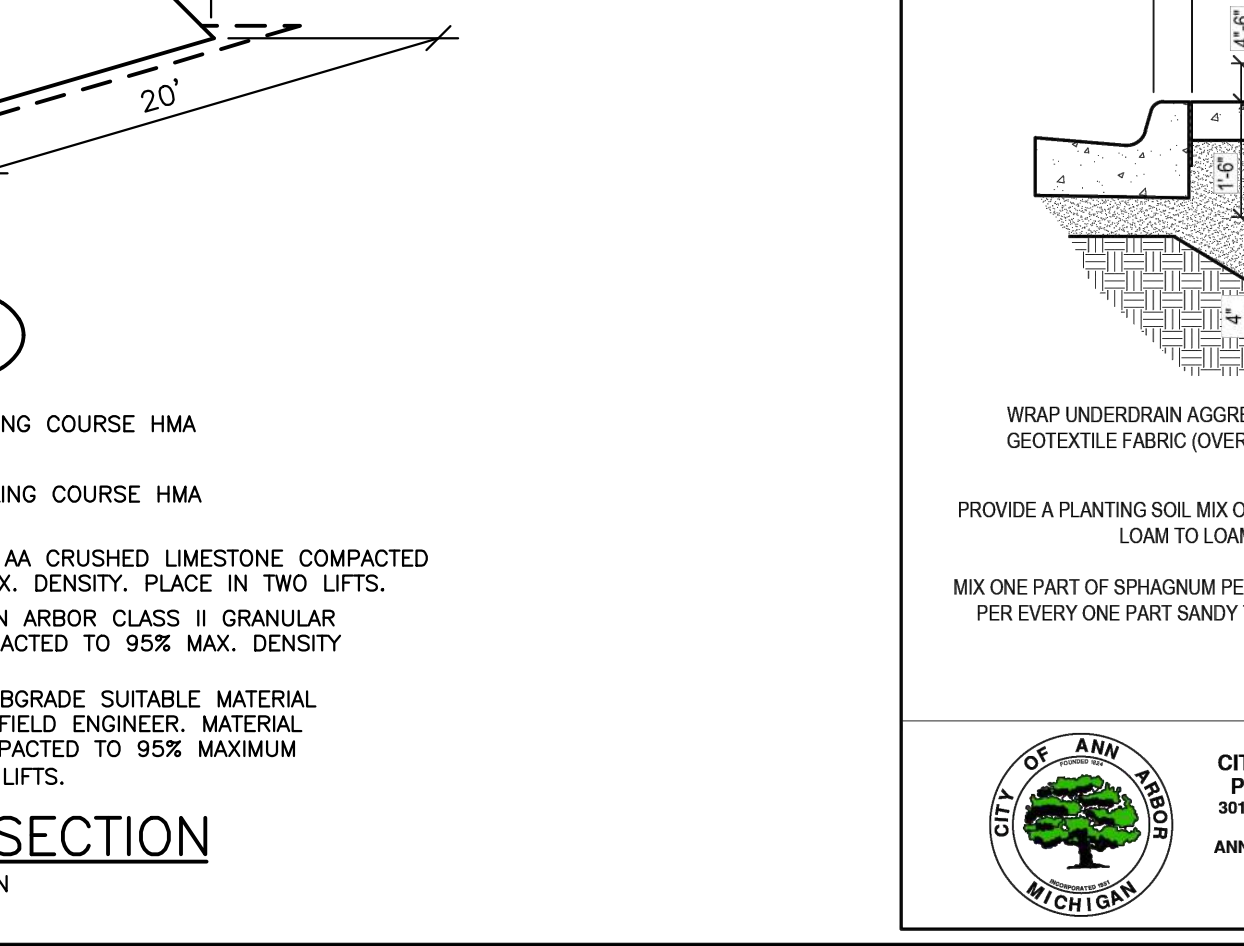 20'
NG COURSE HMA
ING COURSE HMA
AA CRUSHED LIMESTONE COMPACTED
X. DENSITY. PLACE IN TWO LIFTS.
N ARBOR CLASS II GRANULAR
ACTED TO 95% MAX. DENSITY
BGRADE SUITABLE MATERIAL
FIELD ENGINEER. MATERIAL
PACTED TO 95% MAXIMUM
LIFTS.
SECTION
N
4"-6"
1'-6"
4"
WRAP UNDERDRAIN AGGRE
GEOTEXTILE FABRIC (OVER
PROVIDE A PLANTING SOIL MIX O
LOAM TO LOAM
MIX ONE PART OF SPHAGNUM PE
PER EVERY ONE PART SANDY
CITY OF ANN ARBOR
FOUNDED 1824
INCORPORATED 1851
MICHIGAN
CIT
P
301
ANN